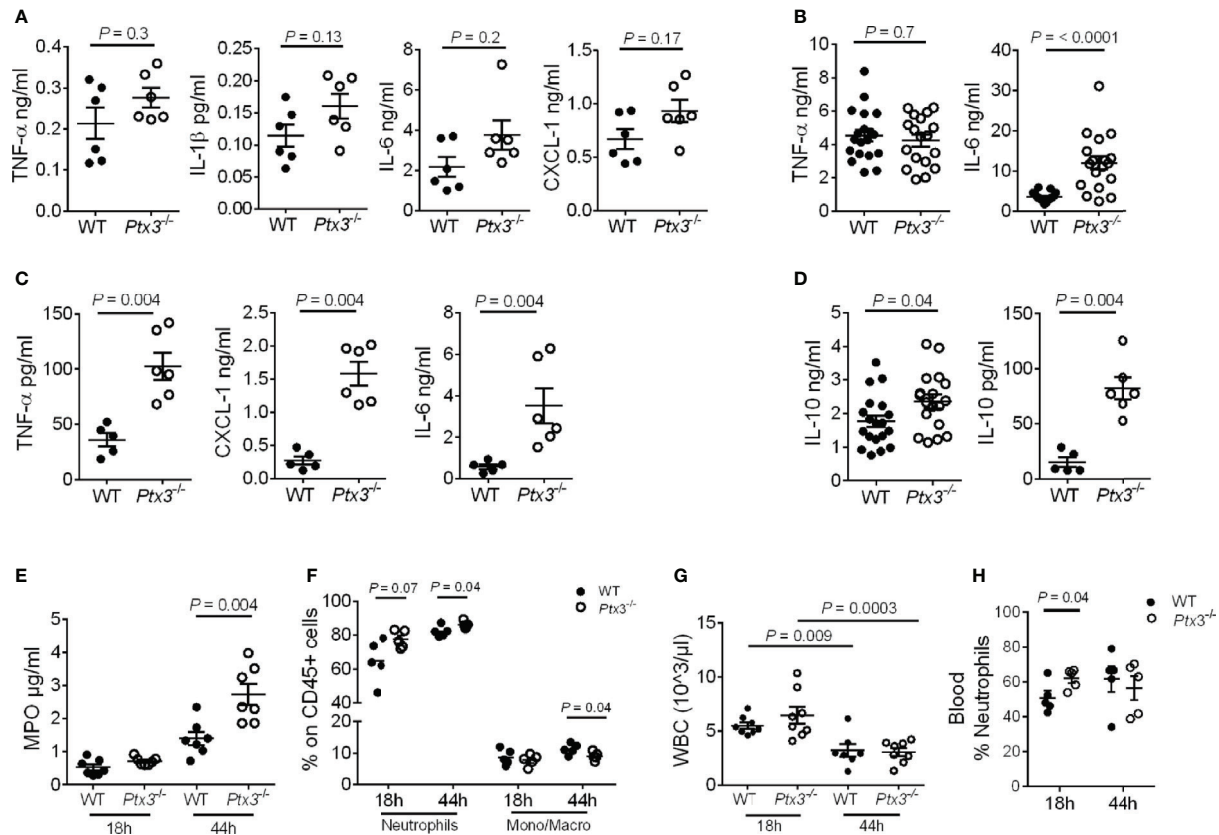 A
P = 0.3
TNF-α ng/ml
0.4
0.3
0.2
0.1
0.0
WT Ptx3-/-
P = 0.13
IL-1β pg/ml
0.25
0.20
0.15
0.10
0.05
0.00
WT Ptx3-/-
P = 0.2
IL-6 ng/ml
8
6
4
2
0
WT Ptx3-/-
P = 0.17
CXCL-1 ng/ml
1.5
1.0
0.5
0.0
WT Ptx3-/-
B
P = 0.7
TNF-α ng/ml
10
8
6
4
2
0
WT Ptx3-/-
P = < 0.0001
IL-6 ng/ml
40
30
20
10
0
WT Ptx3-/-
C
P = 0.004
TNF-α pg/ml
150
100
50
0
WT Ptx3-/-
P = 0.004
CXCL-1 ng/ml
2.5
2.0
1.5
1.0
0.5
0.0
WT Ptx3-/-
P = 0.004
IL-6 ng/ml
8
6
4
2
0
WT Ptx3-/-
D
P = 0.04
IL-10 ng/ml
5
4
3
2
1
0
WT Ptx3-/-
P = 0.004
IL-10 pg/ml
150
100
50
0
WT Ptx3-/-
E
P = 0.004
MPO µg/ml
5
4
3
2
1
0
WT Ptx3-/- WT Ptx3-/-
18h 44h
F
P = 0.07 P = 0.04
WT
Ptx3-/-
% on CD45+ cells
100
80
60
40
20
10
0
P = 0.04
18h 44h 18h 44h
Neutrophils Mono/Macro
G
P = 0.0003
P = 0.009
WBC (10^3/µl)
15
10
5
0
WT Ptx3-/- WT Ptx3-/-
18h 44h
H
P = 0.04
WT
Ptx3-/-
Blood
% Neutrophils
100
80
60
40
20
0
18h 44h